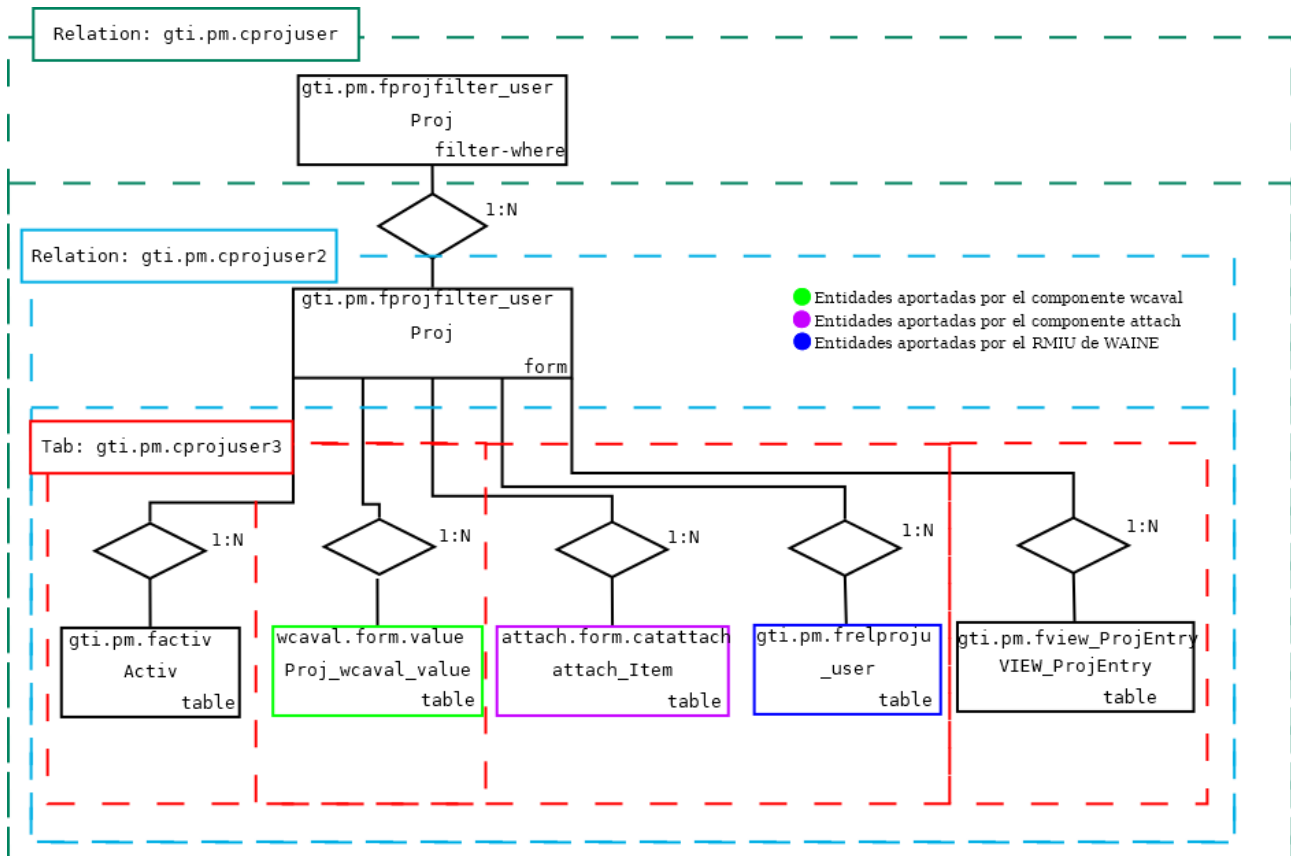 Relation: gti.pm.cprojuser
gti.pm.fprojfilter_user
Proj
filter-where
1:N
Relation: gti.pm.cprojuser2
gti.pm.fprojfilter_user
Proj
form
Entidades aportadas por el componente wcaval
Entidades aportadas por el componente attach
Entidades aportadas por el RMIU de WAINE
Tab: gti.pm.cprojuser3
1:N
1:N
1:N
1:N
1:N
gti.pm.factiv
Activ
table
wcaval.form.value
Proj_wcaval_value
table
attach.form.catattach
attach_Item
table
gti.pm.frelproju
_user
table
gti.pm.fview_ProjEntry
VIEW_ProjEntry
table